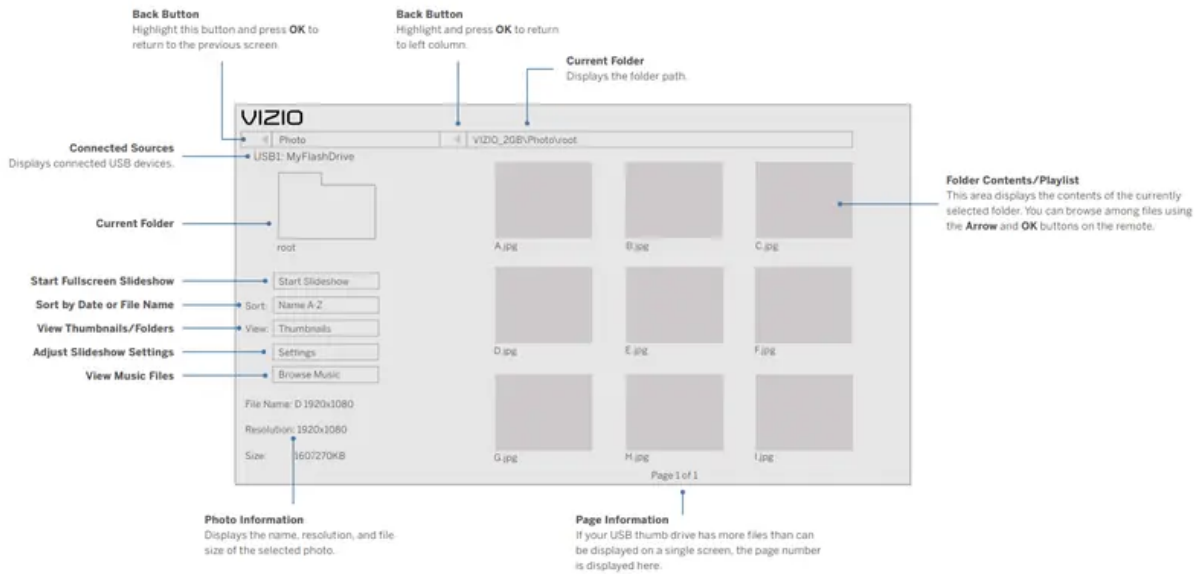 Back Button
Highlight this button and press OK to
return to the previous screen.
Back Button
Highlight and press OK to return
to left column.
Current Folder
Displays the folder path.
VIZIO
Photo
VIZIO_2GB\Photo\root
Connected Sources
Displays connected USB devices.
USB1: MyFlashDrive
Current Folder
root
A.jpg
B.jpg
C.jpg
Folder Contents/Playlist
This area displays the contents of the currently
selected folder. You can browse among files using
the Arrow and OK buttons on the remote.
Start Fullscreen Slideshow
Start Slideshow
Sort by Date or File Name
Sort: Name A-Z
View Thumbnails/Folders
View: Thumbnails
Adjust Slideshow Settings
Settings
View Music Files
Browse Music
D.jpg
E.jpg
F.jpg
File Name: D 1920x1080
Resolution: 1920x1080
Size: 1607270KB
G.jpg
H.jpg
I.jpg
Page 1 of 1
Photo Information
Displays the name, resolution, and file
size of the selected photo.
Page Information
If your USB thumb drive has more files than can
be displayed on a single screen, the page number
is displayed here.